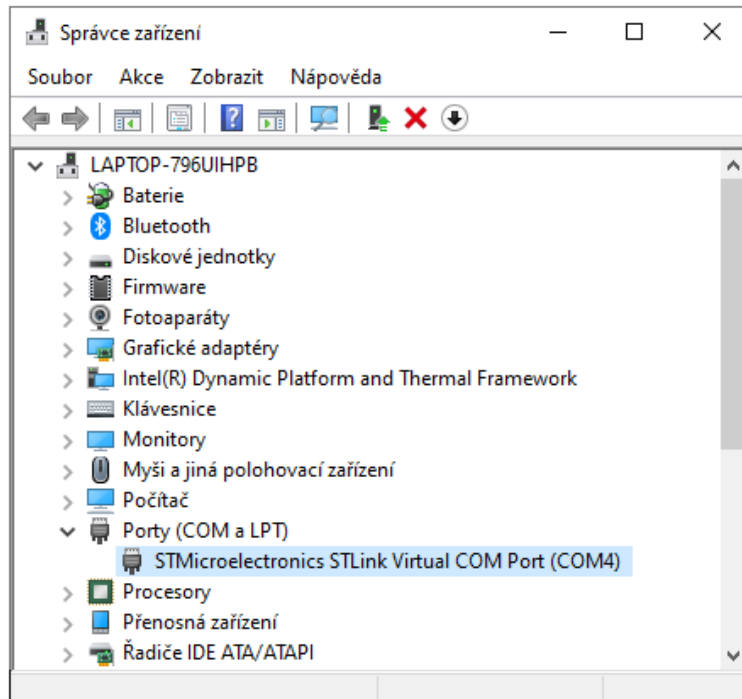 Správce zařízení
Soubor Akce Zobrazit Nápověda
LAPTOP-796UIHPB
Baterie
Bluetooth
Diskové jednotky
Firmware
Fotoaparáty
Grafické adaptéry
Intel(R) Dynamic Platform and Thermal Framework
Klávesnice
Monitory
Myši a jiná polohovací zařízení
Počítač
Porty (COM a LPT)
STMicroelectronics STLink Virtual COM Port (COM4)
Procesory
Přenosná zařízení
Řadiče IDE ATA/ATAPI